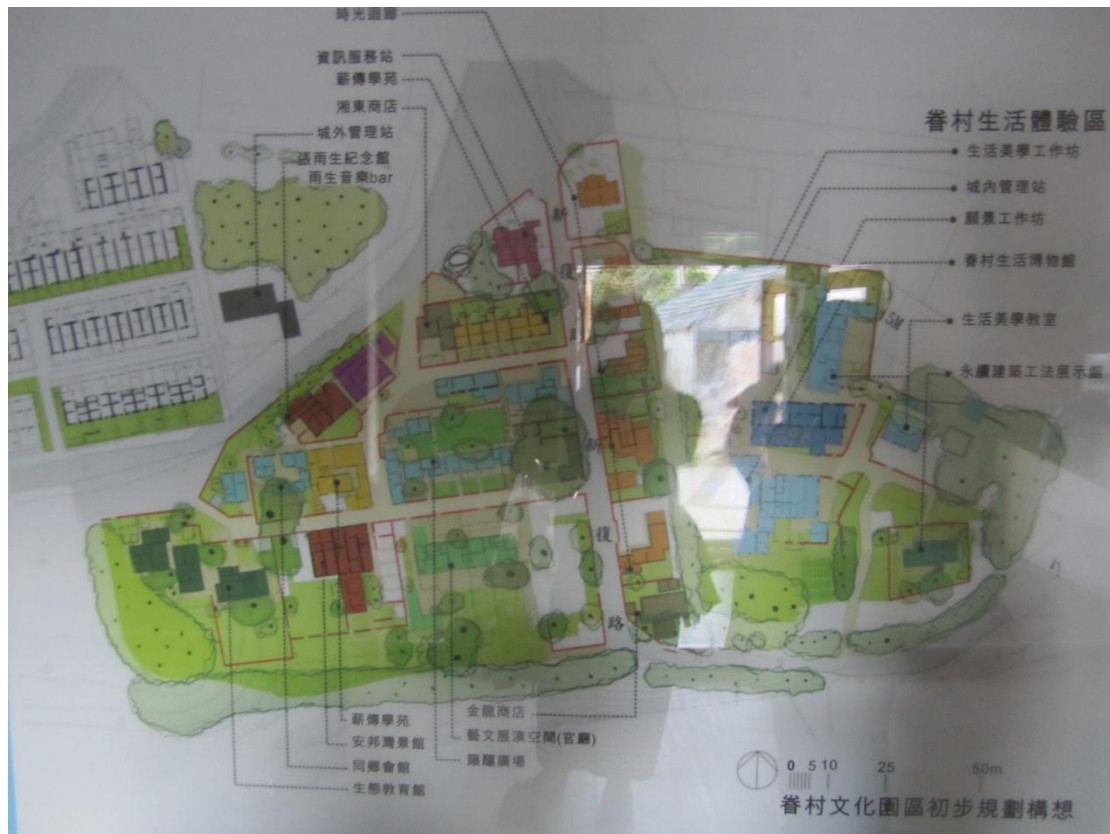 時光迴廊
資訊服務站
薪傳學苑
湘東商店
城外管理站
張雨生紀念館
雨生音樂bar
眷村生活體驗區
生活美學工作坊
城內管理站
願景工作坊
眷村生活博物館
生活美學教室
永續建築工法展示館
新
復
路
5M
新
復
路
金龍商店
藝文展演空間(官廳)
薪傳學苑
安邦灣景館
同鄉會館
生態教育館
0 5 10 25 50m
眷村文化園區初步規劃構想